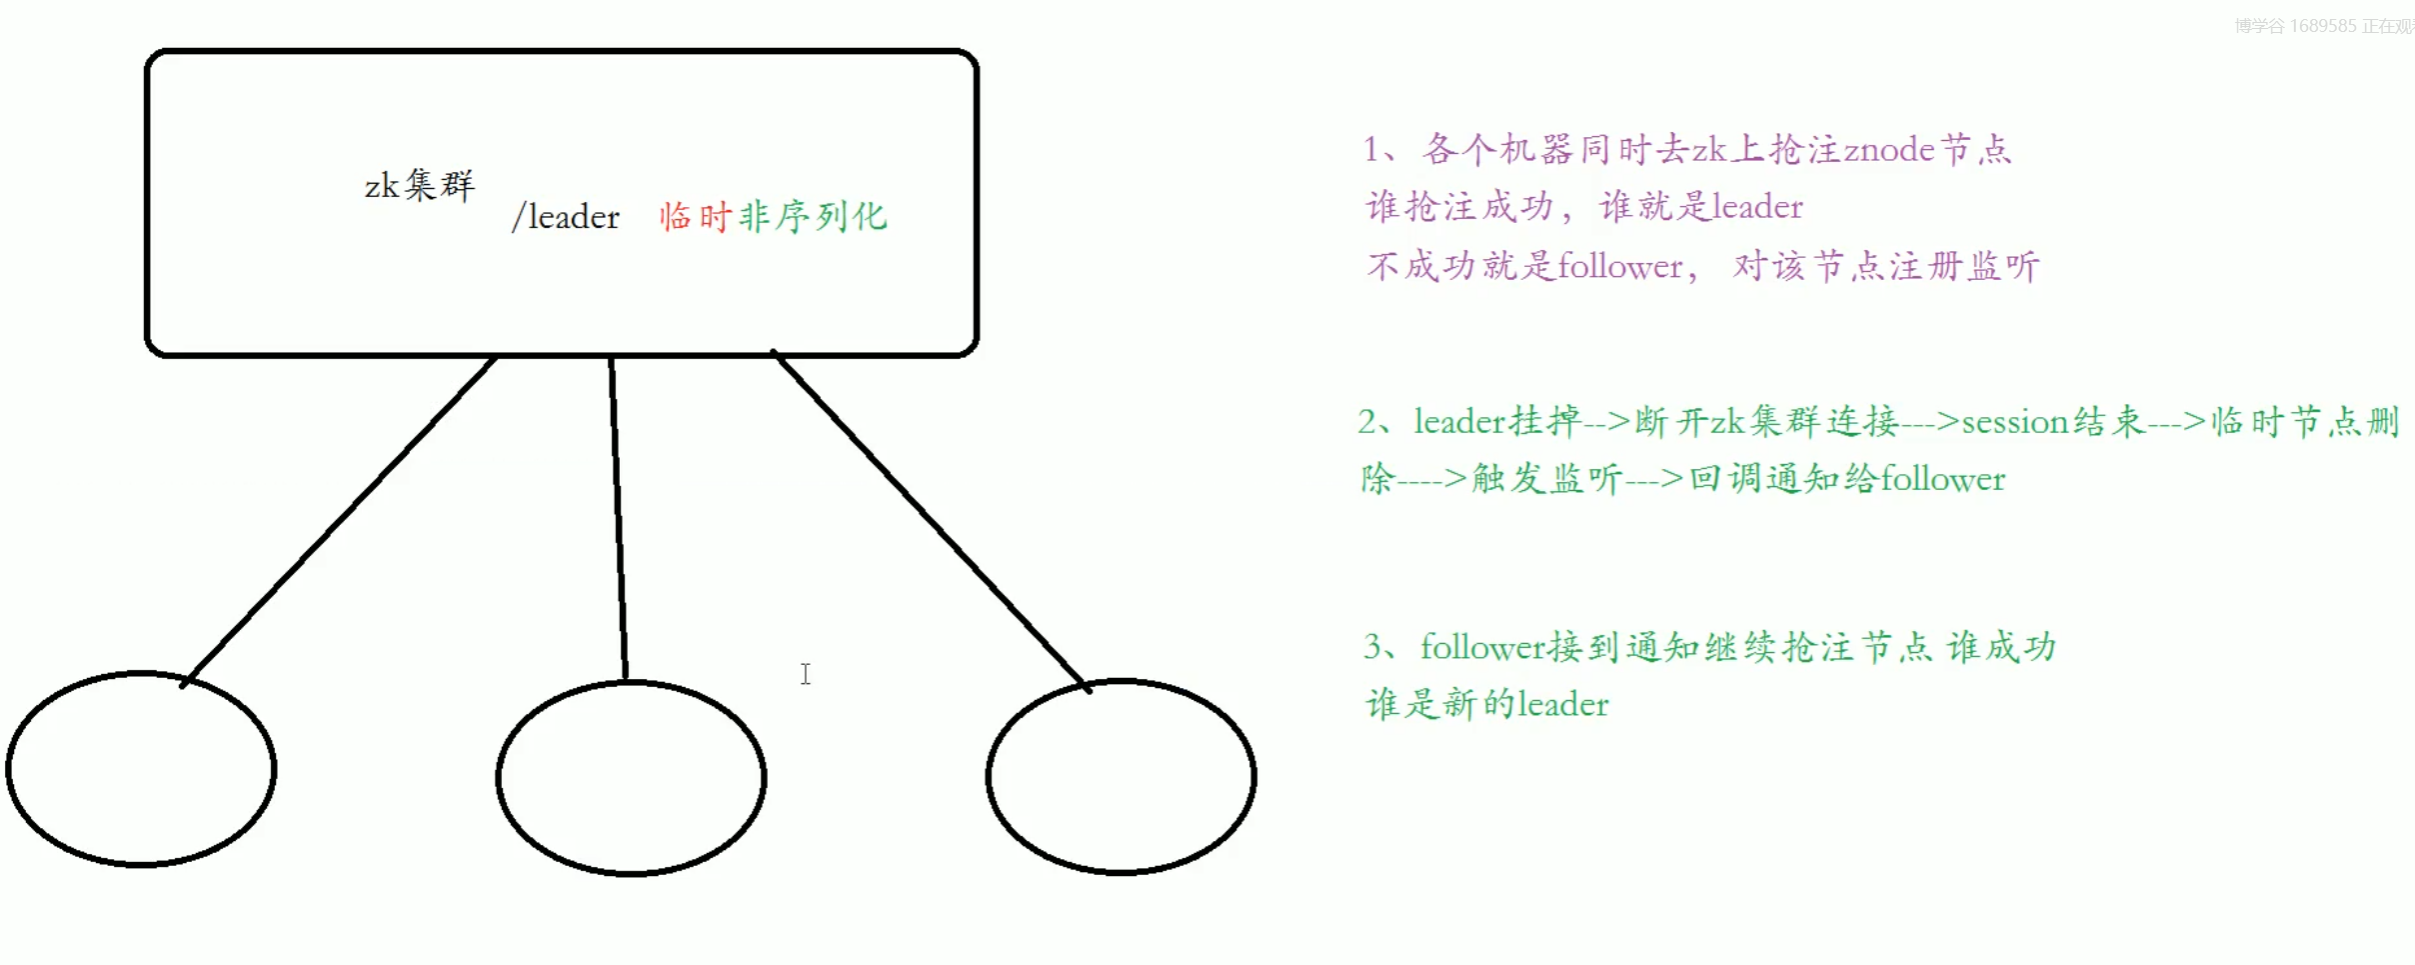 博学谷 1689585 正在观
zk集群
/leader 临时非序列化
1、各个机器同时去zk上抢注znode节点
谁抢注成功，谁就是leader
不成功就是follower， 对该节点注册监听
2、leader挂掉-->断开zk集群连接--->session结束--->临时节点删
除---->触发监听--->回调通知给follower
3、follower接到通知继续抢注节点 谁成功
谁是新的leader